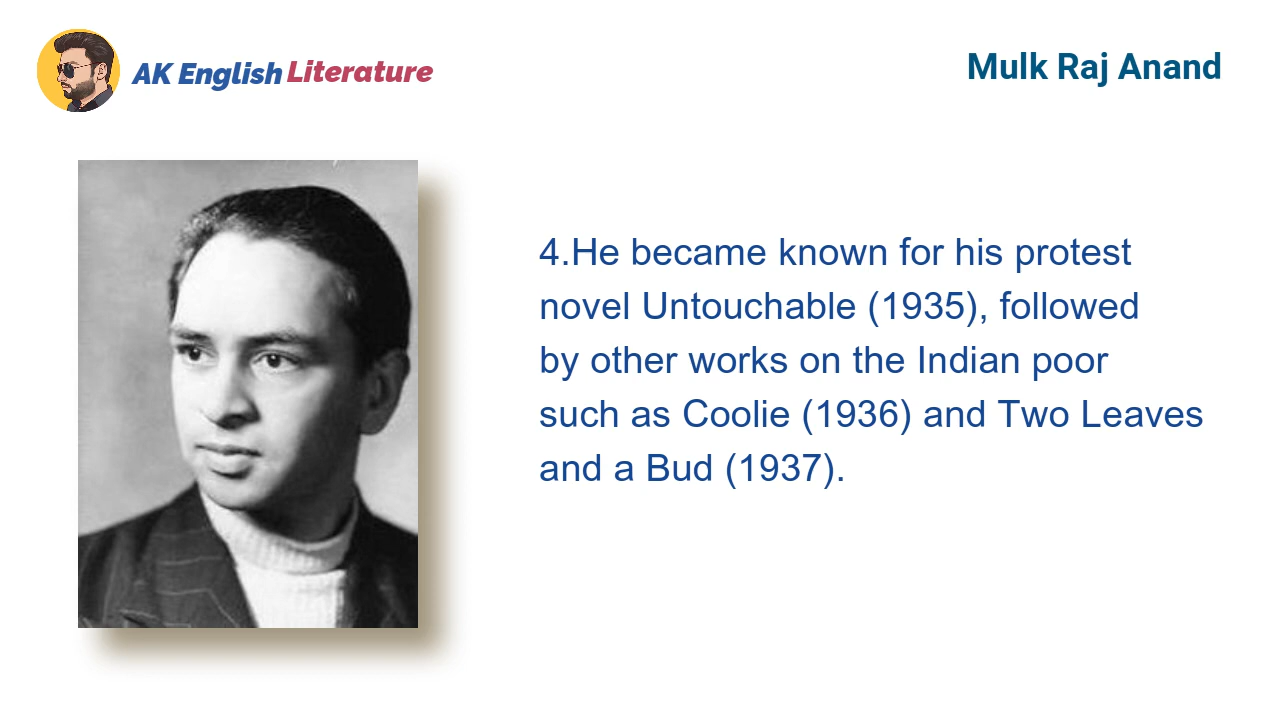 AK English Literature
Mulk Raj Anand
4.He became known for his protest
novel Untouchable (1935), followed
by other works on the Indian poor
such as Coolie (1936) and Two Leaves
and a Bud (1937).